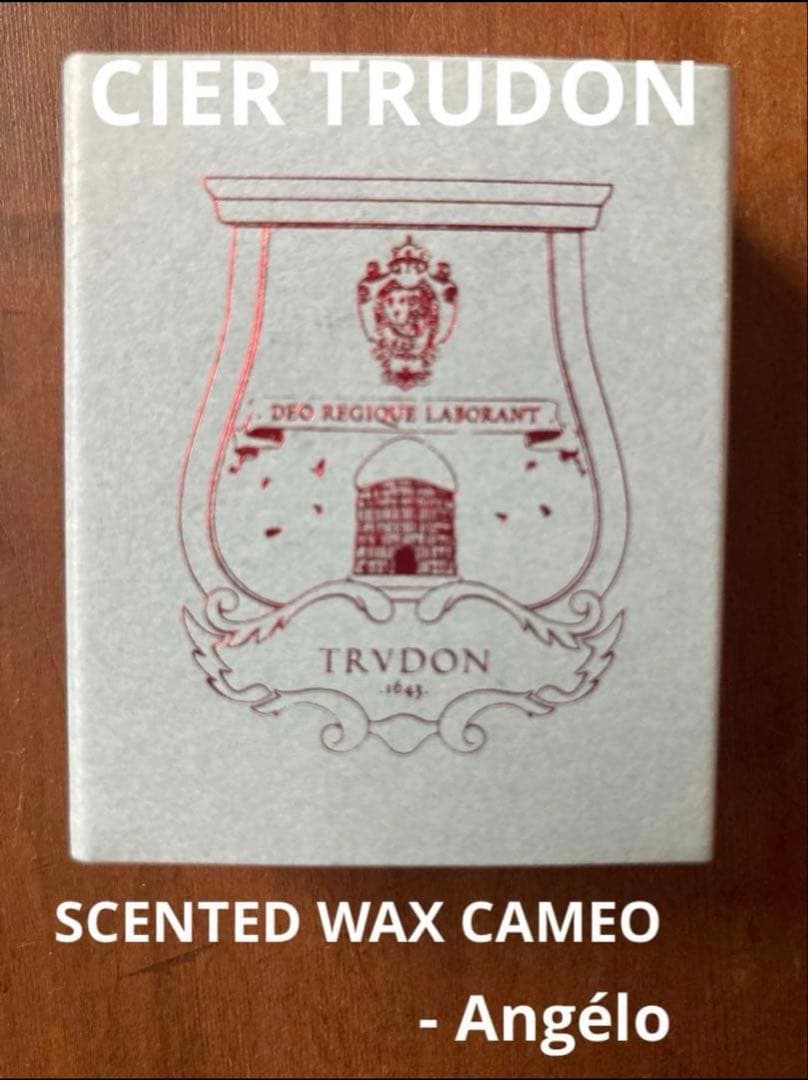 CIER TRUDON
. DEO REGIQUE LABORANT .
TRVDON
.1643.
SCENTED WAX CAMEO
- Angélo